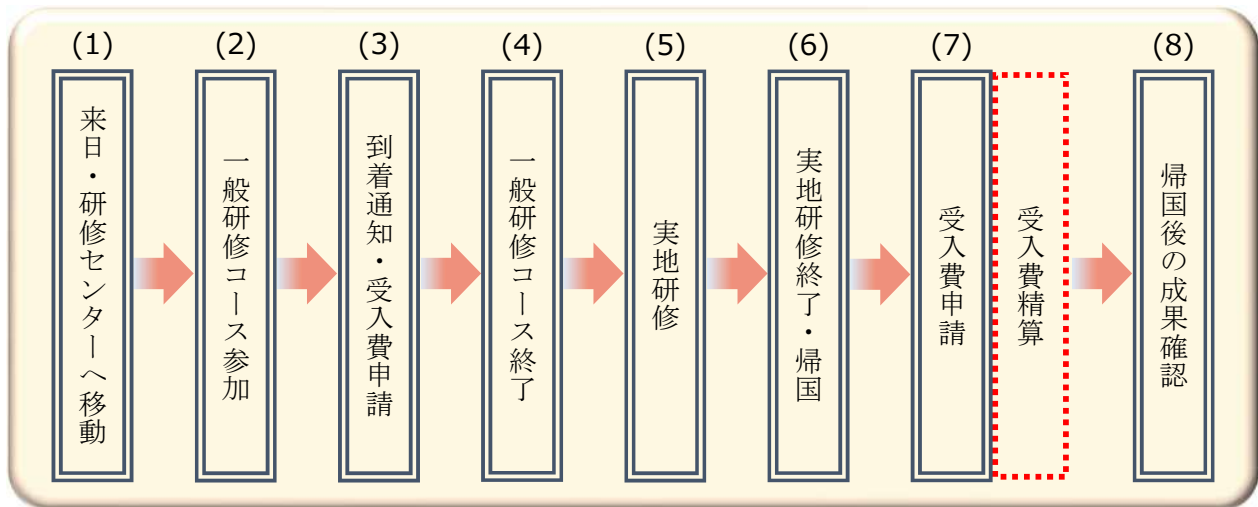 (1)
来日・研修センターへ移動
(2)
一般研修コース参加
(3)
到着通知・受入費申請
(4)
一般研修コース終了
(5)
実地研修
(6)
実地研修終了・帰国
(7)
受入費申請
受入費精算
(8)
帰国後の成果確認